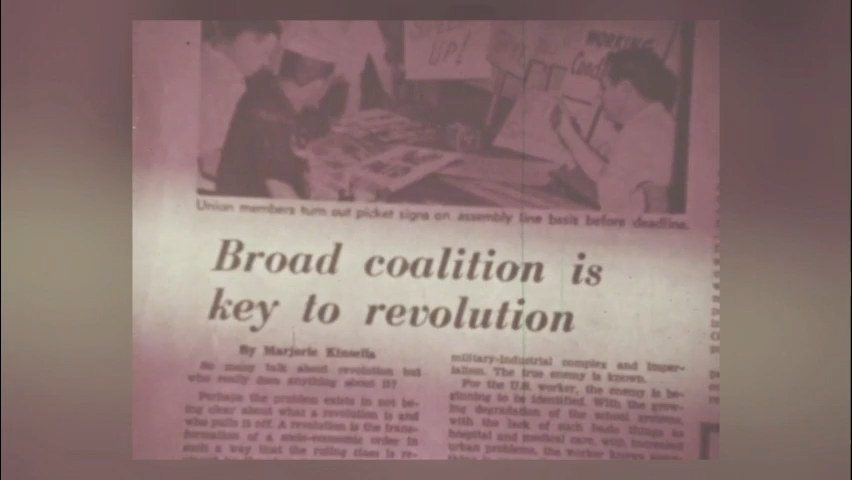 UP!
WORKING
Union members turn out picket signs on assembly line basis before deadline.
Broad coalition is
key to revolution
By Marjorie Kinsella
So many talk about revolution but
who really does anything about it?
Perhaps the problem exists in not be-
ing clear about what a revolution is and
who pulls it off. A revolution is the trans-
formation of a socio-economic order in
such a way that the ruling class is re-
military-industrial complex and imper-
ialism. The true enemy is known.
For the U.S. worker, the enemy is be-
ginning to be identified. With the grow-
ing degradation of the school systems,
with the lack of such basic things as
hospital and medical care, with increased
urban problems, the worker knows